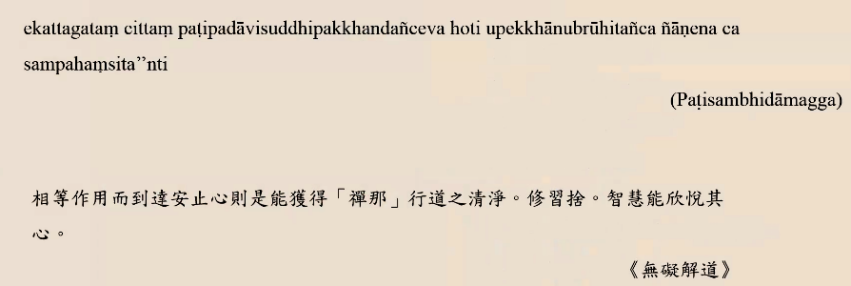 ekattagataṃ cittaṃ paṭipadāvisuddhipakkhandañceva hoti upekkhānubrūhitañca ñāṇena ca
sampahaṃsita”nti
(Paṭisambhidāmagga)
相等作用而到達安止心則是能獲得「禪那」行道之清淨。修習捨。智慧能欣悅其
心。
《無礙解道》